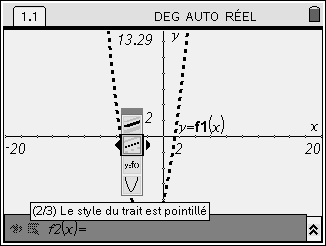 1.1 DEG AUTO RÉEL
13.29 y
2
y=f1(x) x
-20 2 20
y=f()
(2/3) Le style du trait est pointillé
f2(x)=